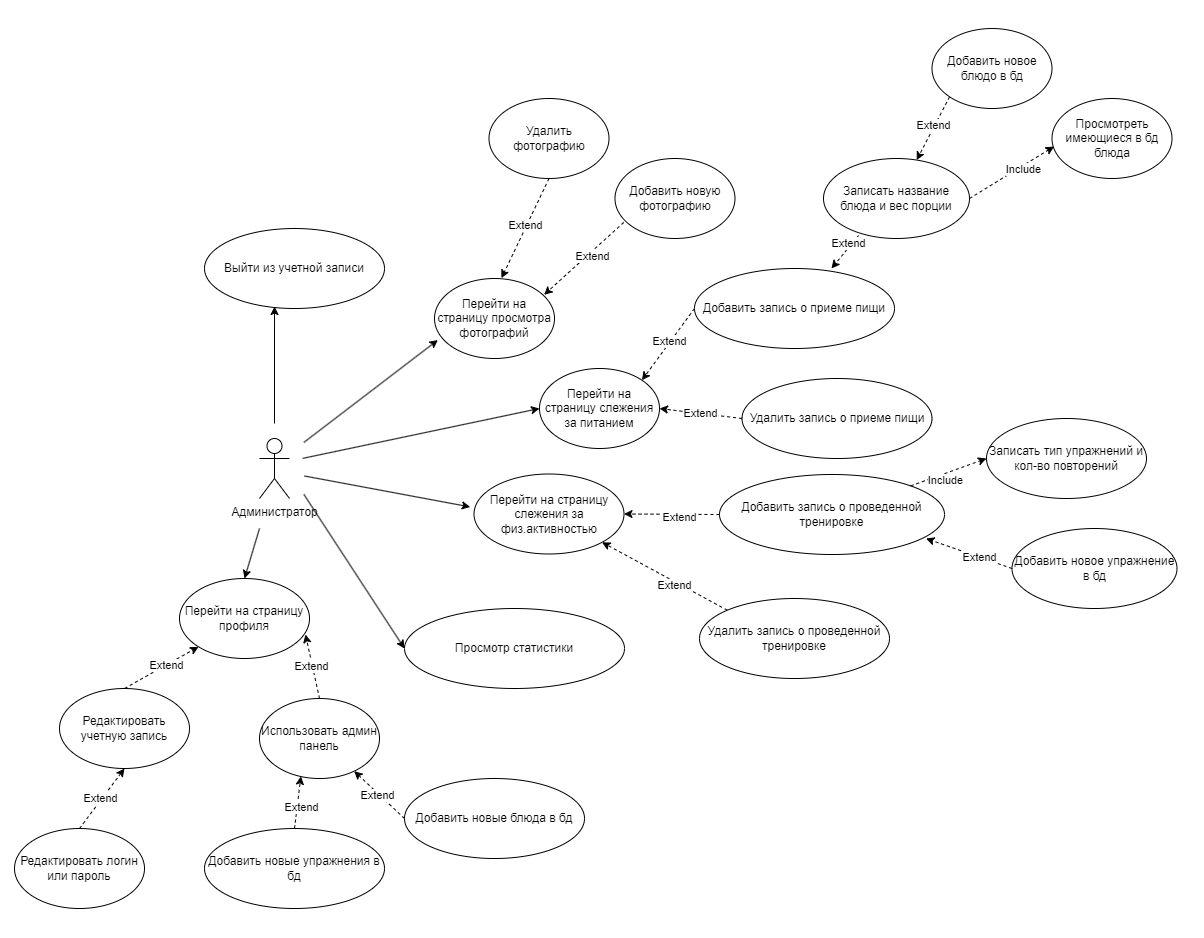 Добавить новое
блюдо в бд
Extend
Просмотреть
имеющиеся в бд
блюда
Include
Удалить
фотографию
Добавить новую
фотографию
Записать название
блюда и вес порции
Extend
Extend
Extend
Выйти из учетной записи
Перейти на
страницу просмотра
фотографий
Добавить запись о приеме пищи
Extend
Перейти на
страницу слежения
за питанием
Extend
Удалить запись о приеме пищи
Записать тип упражнений и
кол-во повторений
Include
Администратор
Перейти на страницу
слежения за
физ.активностью
Extend
Добавить запись о проведенной
тренировке
Extend
Добавить новое упражнение
в бд
Extend
Удалить запись о проведенной
тренировке
Перейти на страницу
профиля
Просмотр статистики
Extend
Extend
Редактировать
учетную запись
Использовать админ
панель
Extend
Extend
Extend
Добавить новые блюда в бд
Редактировать логин
или пароль
Добавить новые упражнения в
бд